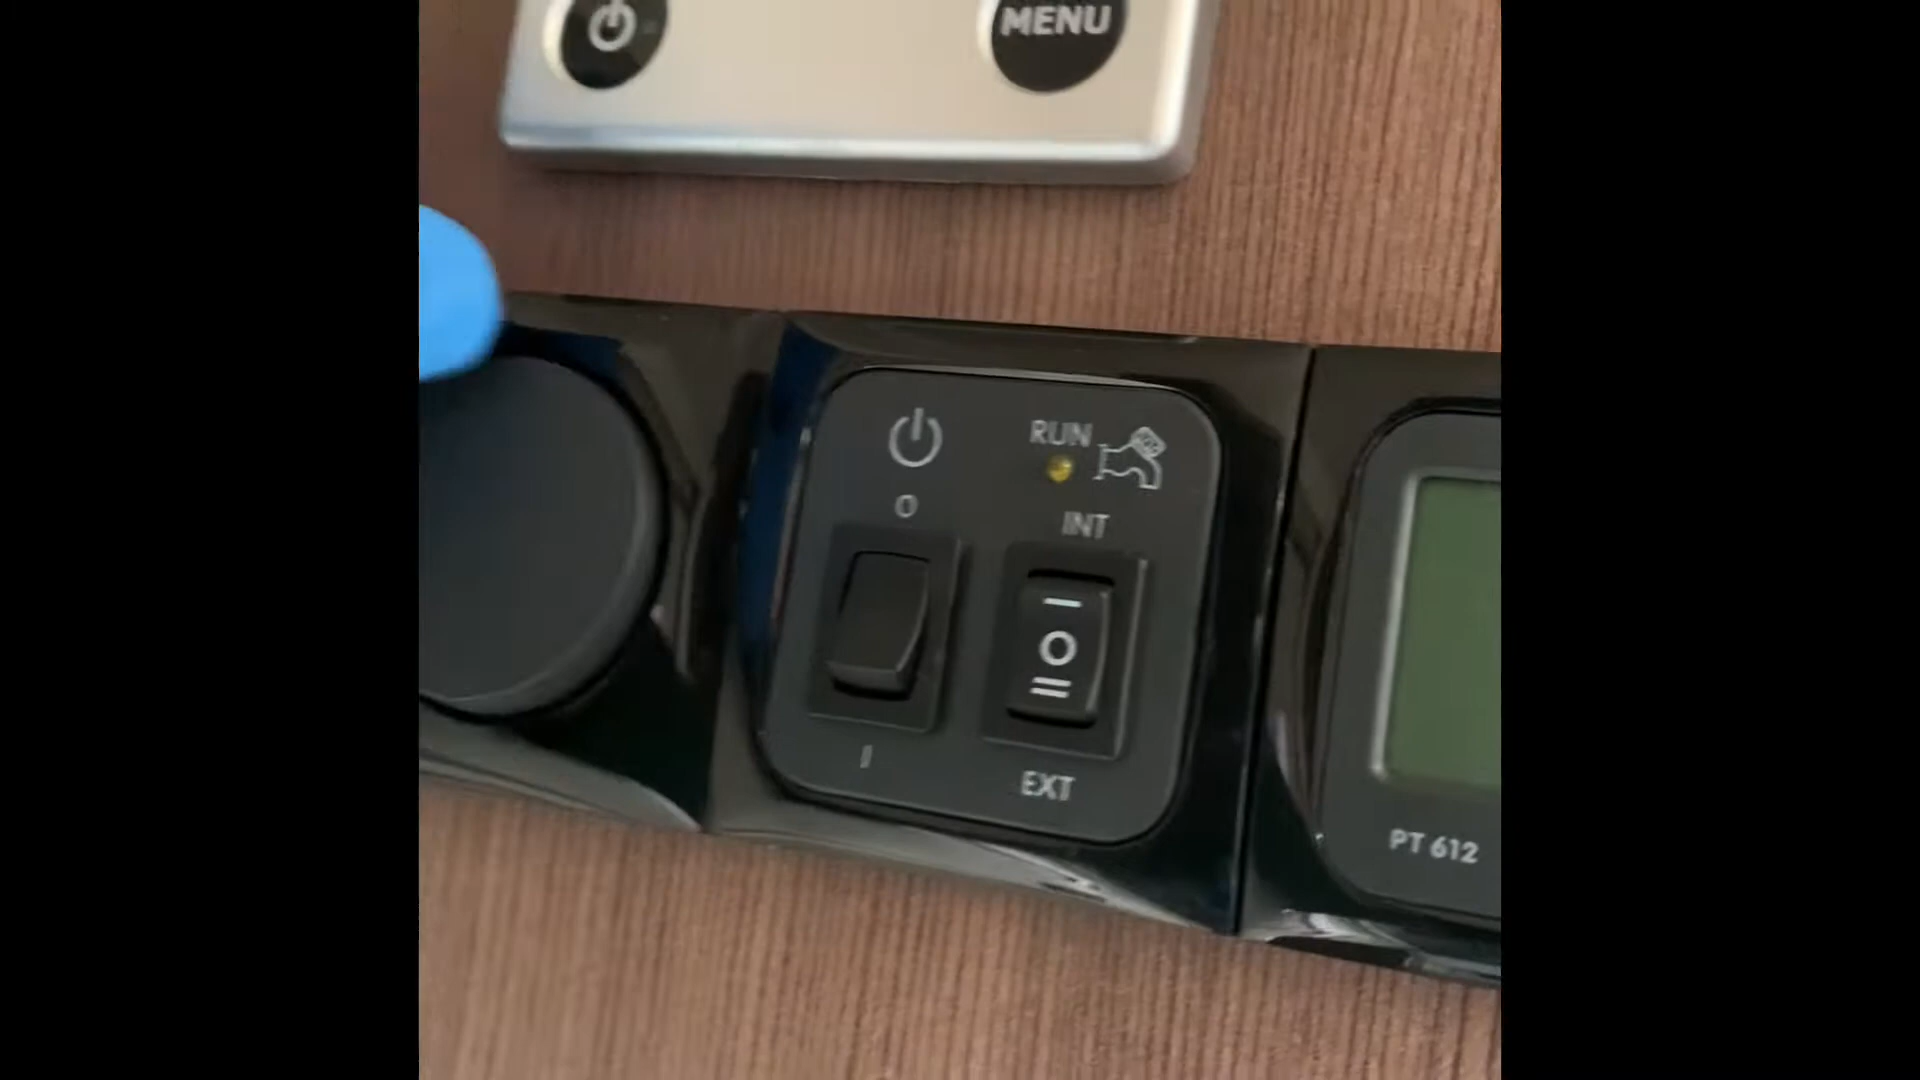 MENU
RUN
O
INT
I
EXT
PT 612